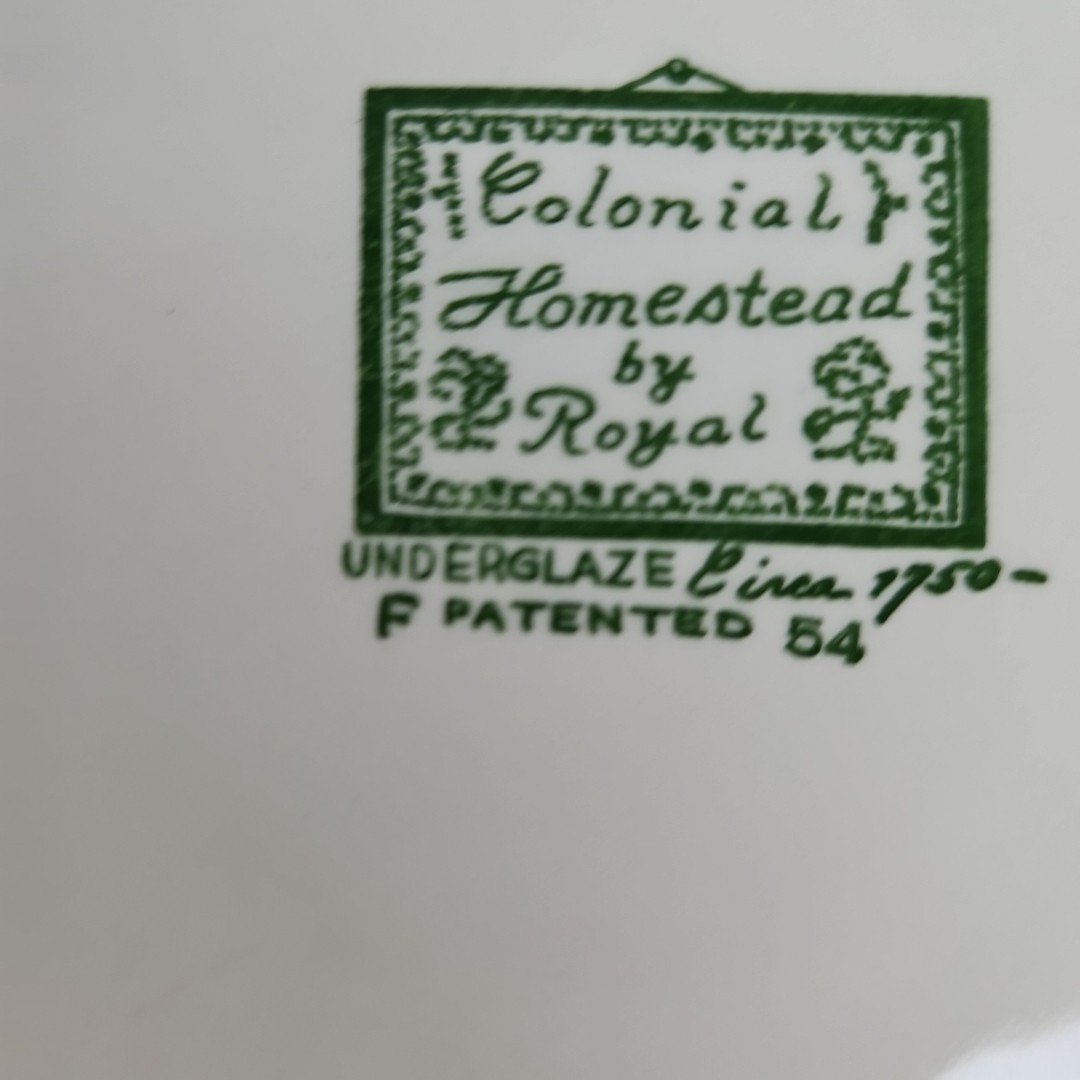 Colonial
Homestead
by
Royal
UNDERGLAZE Circa 1750-
F PATENTED 54